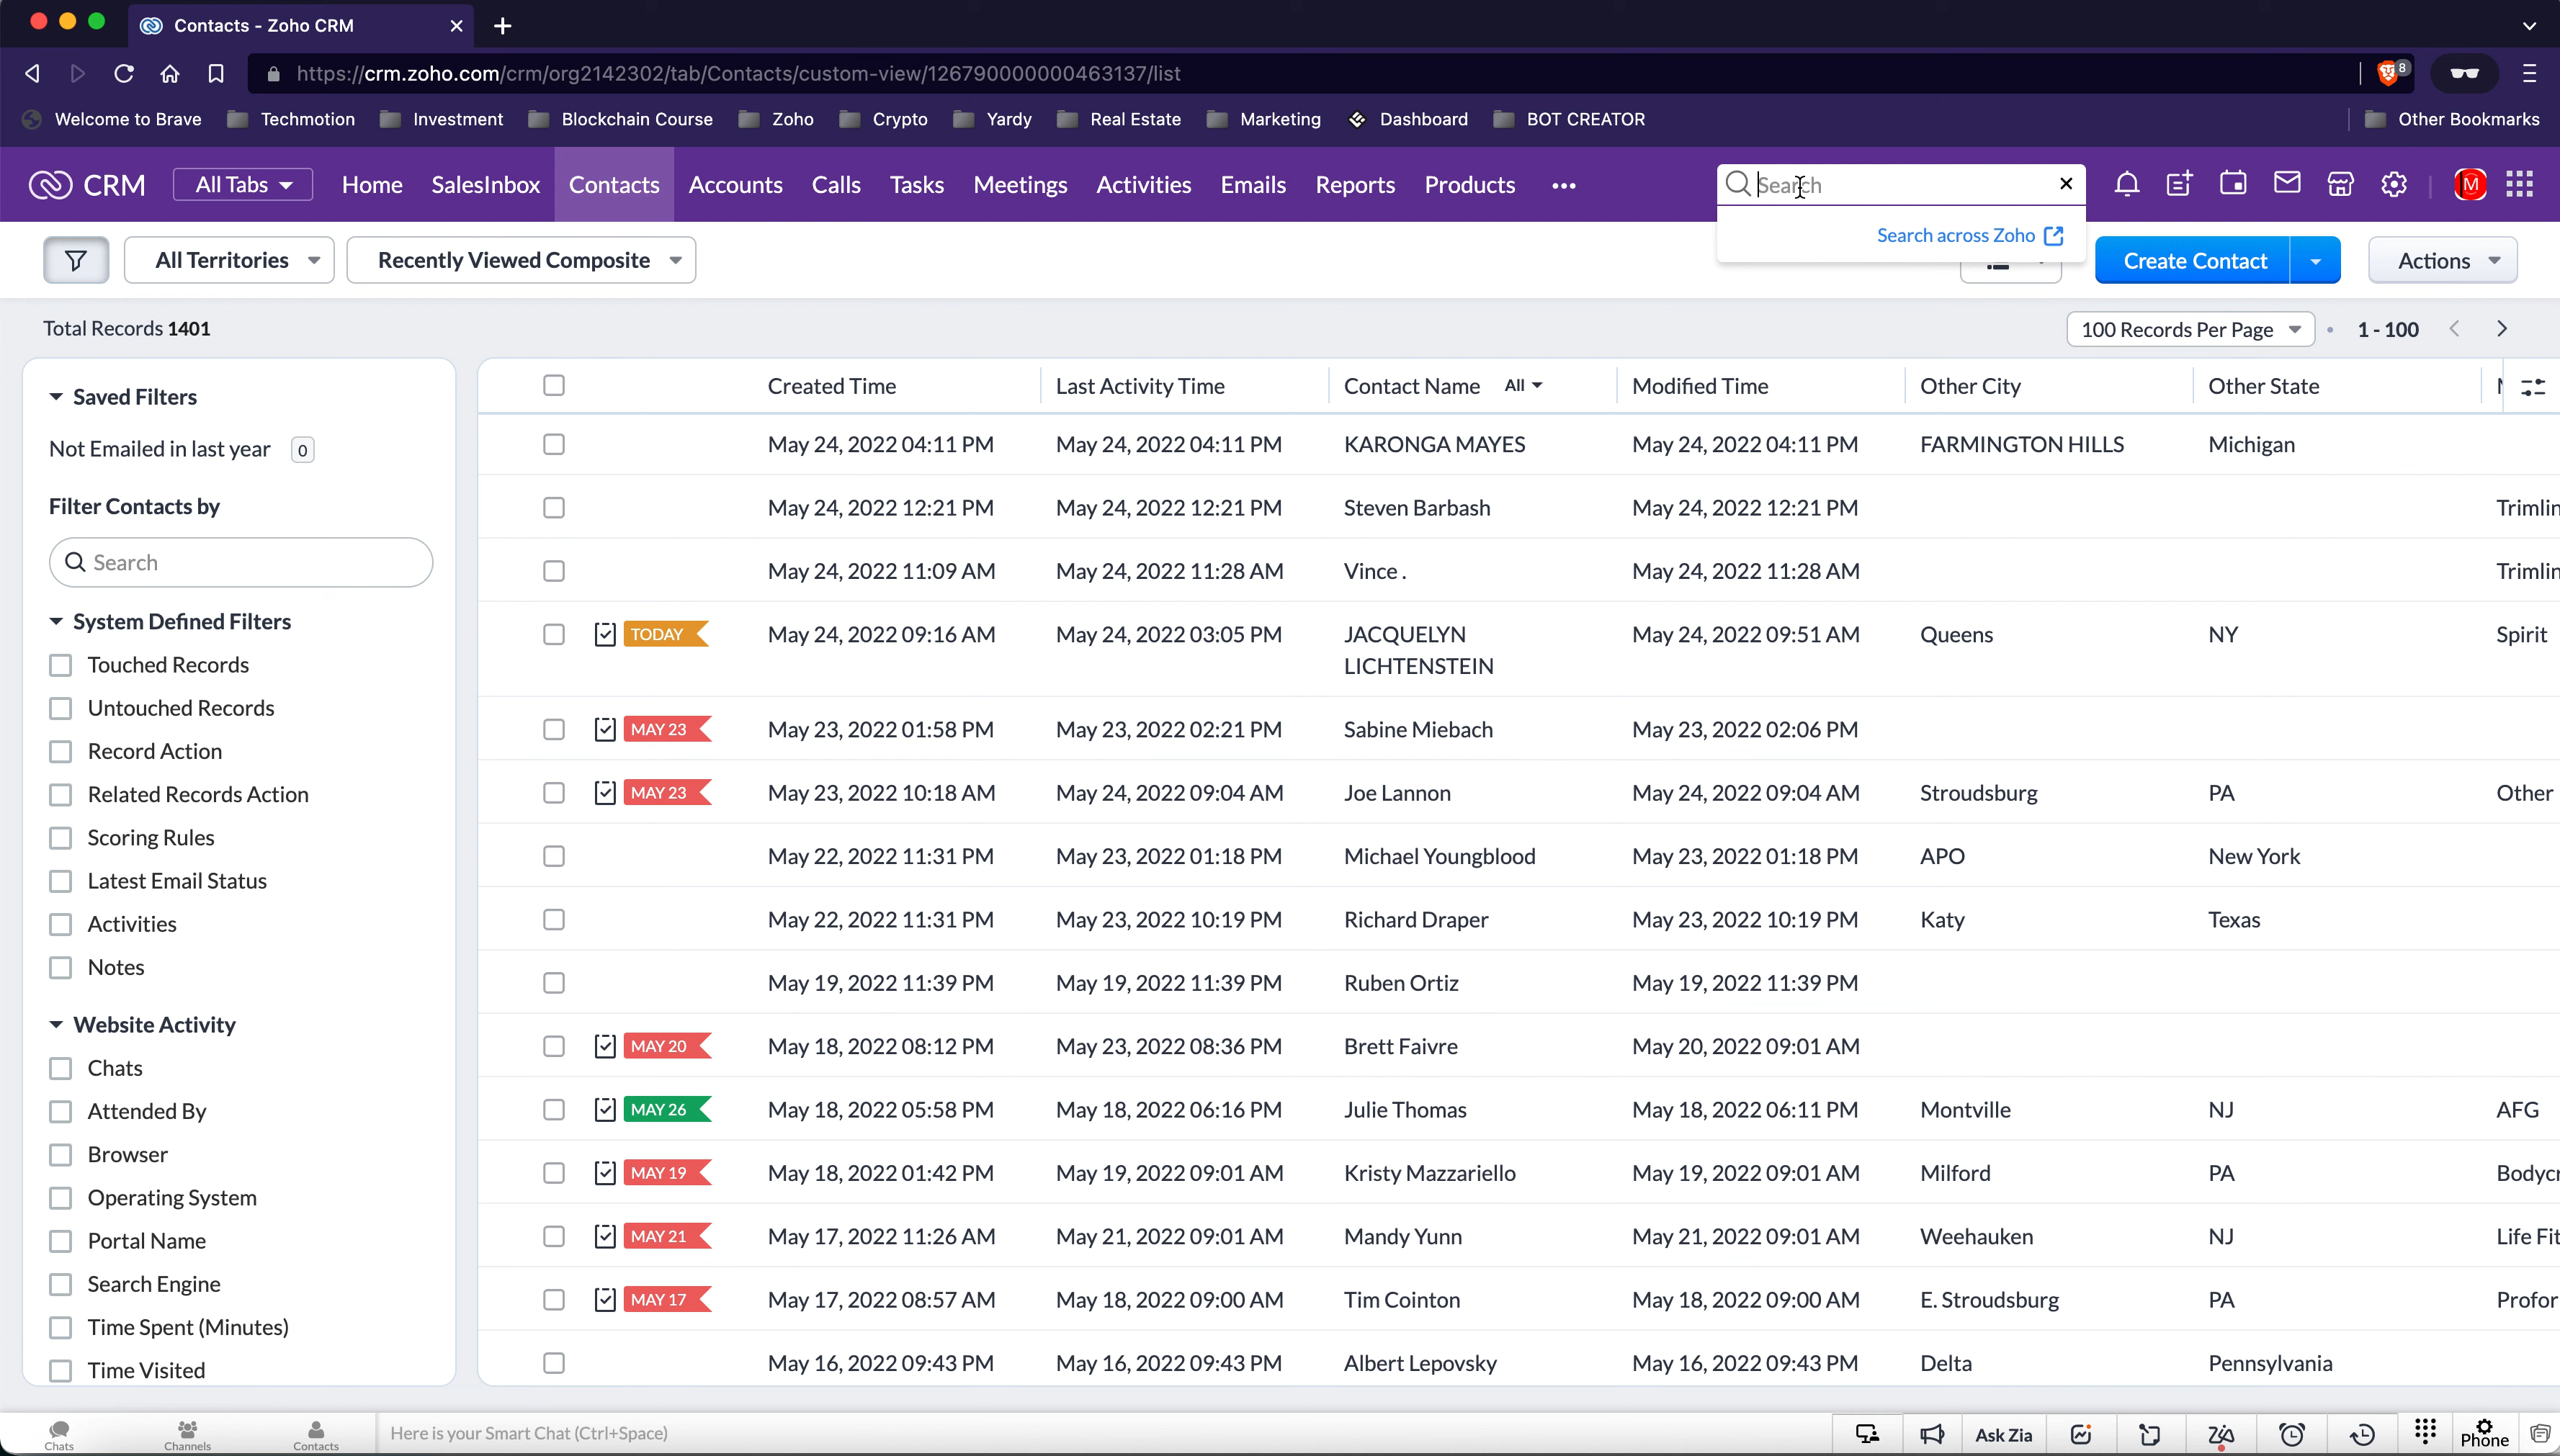 Contacts - Zoho CRM
https://crm.zoho.com/crm/org2142302/tab/Contacts/custom-view/126790000000463137/list
8
Welcome to Brave Techmotion Investment Blockchain Course Zoho Crypto Yardy Real Estate Marketing Dashboard BOT CREATOR Other Bookmarks
CRM All Tabs Home SalesInbox Contacts Accounts Calls Tasks Meetings Activities Emails Reports Products ••• Search M
Search across Zoho
All Territories Recently Viewed Composite Create Contact Actions
Total Records 1401 100 Records Per Page • 1 - 100
Saved Filters
Not Emailed in last year 0
Filter Contacts by
Search
System Defined Filters
Touched Records
Untouched Records
Record Action
Related Records Action
Scoring Rules
Latest Email Status
Activities
Notes
Website Activity
Chats
Attended By
Browser
Operating System
Portal Name
Search Engine
Time Spent (Minutes)
Time Visited
Created Time Last Activity Time Contact Name All Modified Time Other City Other State
May 24, 2022 04:11 PM May 24, 2022 04:11 PM KARONGA MAYES May 24, 2022 04:11 PM FARMINGTON HILLS Michigan
May 24, 2022 12:21 PM May 24, 2022 12:21 PM Steven Barbash May 24, 2022 12:21 PM Trimlin
May 24, 2022 11:09 AM May 24, 2022 11:28 AM Vince . May 24, 2022 11:28 AM Trimlin
TODAY May 24, 2022 09:16 AM May 24, 2022 03:05 PM JACQUELYN LICHTENSTEIN May 24, 2022 09:51 AM Queens NY Spirit
MAY 23 May 23, 2022 01:58 PM May 23, 2022 02:21 PM Sabine Miebach May 23, 2022 02:06 PM
MAY 23 May 23, 2022 10:18 AM May 24, 2022 09:04 AM Joe Lannon May 24, 2022 09:04 AM Stroudsburg PA Other
May 22, 2022 11:31 PM May 23, 2022 01:18 PM Michael Youngblood May 23, 2022 01:18 PM APO New York
May 22, 2022 11:31 PM May 23, 2022 10:19 PM Richard Draper May 23, 2022 10:19 PM Katy Texas
May 19, 2022 11:39 PM May 19, 2022 11:39 PM Ruben Ortiz May 19, 2022 11:39 PM
MAY 20 May 18, 2022 08:12 PM May 23, 2022 08:36 PM Brett Faivre May 20, 2022 09:01 AM
MAY 26 May 18, 2022 05:58 PM May 18, 2022 06:16 PM Julie Thomas May 18, 2022 06:11 PM Montville NJ AFG
MAY 19 May 18, 2022 01:42 PM May 19, 2022 09:01 AM Kristy Mazzariello May 19, 2022 09:01 AM Milford PA Bodycr
MAY 21 May 17, 2022 11:26 AM May 21, 2022 09:01 AM Mandy Yunn May 21, 2022 09:01 AM Weehauken NJ Life Fit
MAY 17 May 17, 2022 08:57 AM May 18, 2022 09:00 AM Tim Cointon May 18, 2022 09:00 AM E. Stroudsburg PA Profor
May 16, 2022 09:43 PM May 16, 2022 09:43 PM Albert Lepovsky May 16, 2022 09:43 PM Delta Pennsylvania
Chats Channels Contacts Here is your Smart Chat (Ctrl+Space) Ask Zia Phone